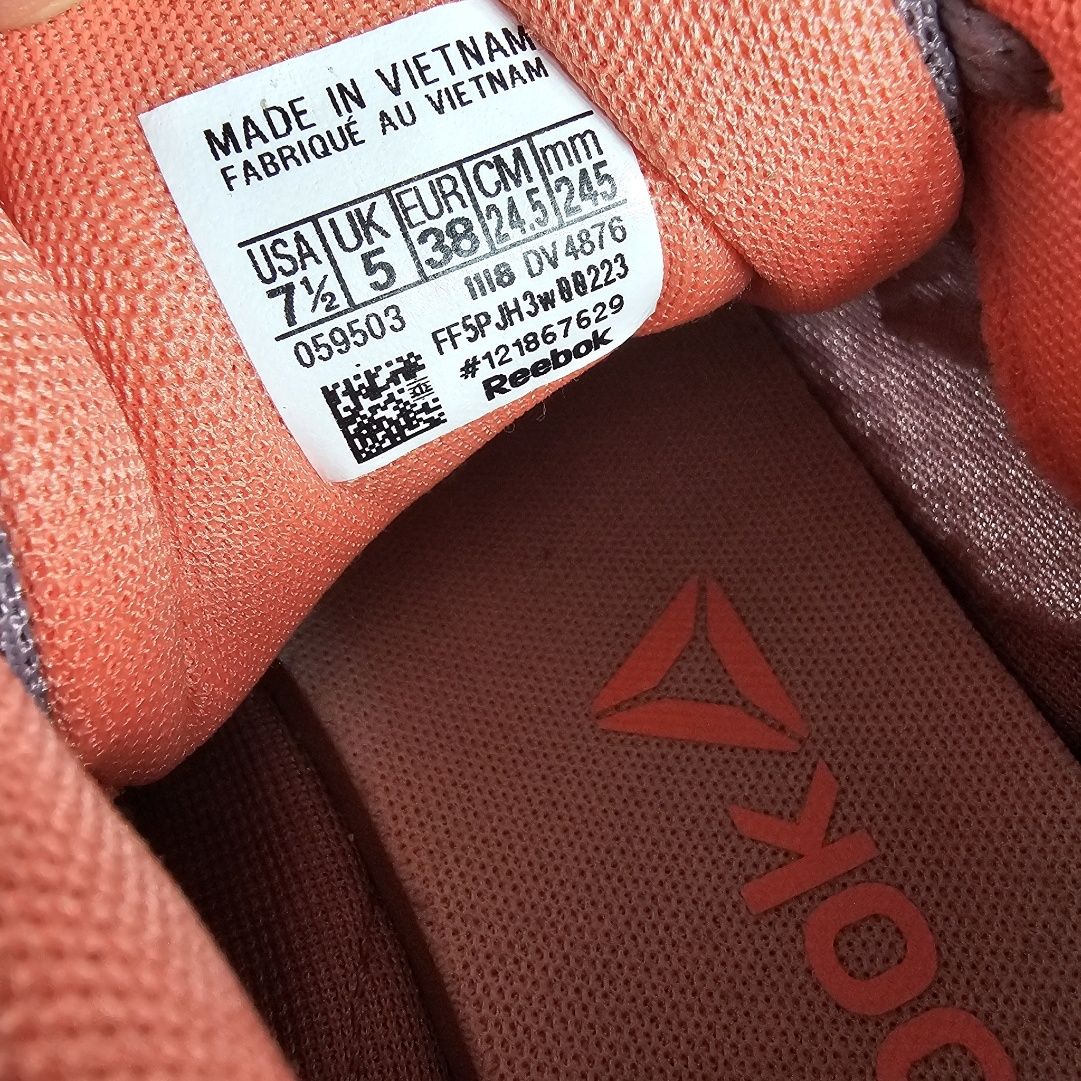 MADE IN VIETNAM
FABRIQUÉ AU VIETNAM
USA UK EUR CM mm
7½ 5 38 24.5 245
059503 1118 DV4876
FF5PJH3w00223
#121867629
Reebok
ook